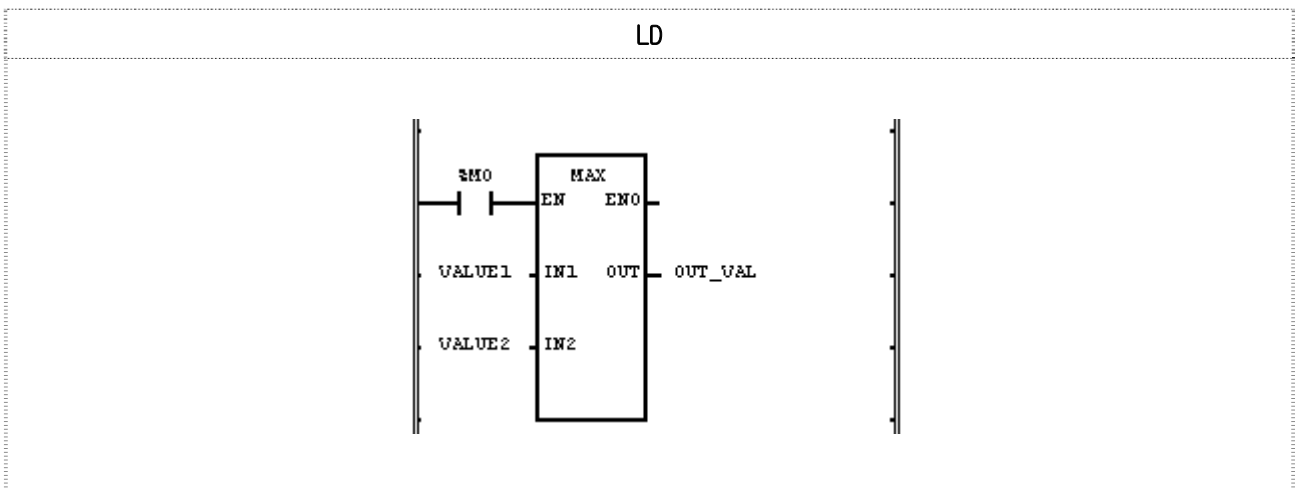 LD
%M0 MAX
EN ENO
VALUE1 IN1 OUT OUT_VAL
VALUE2 IN2